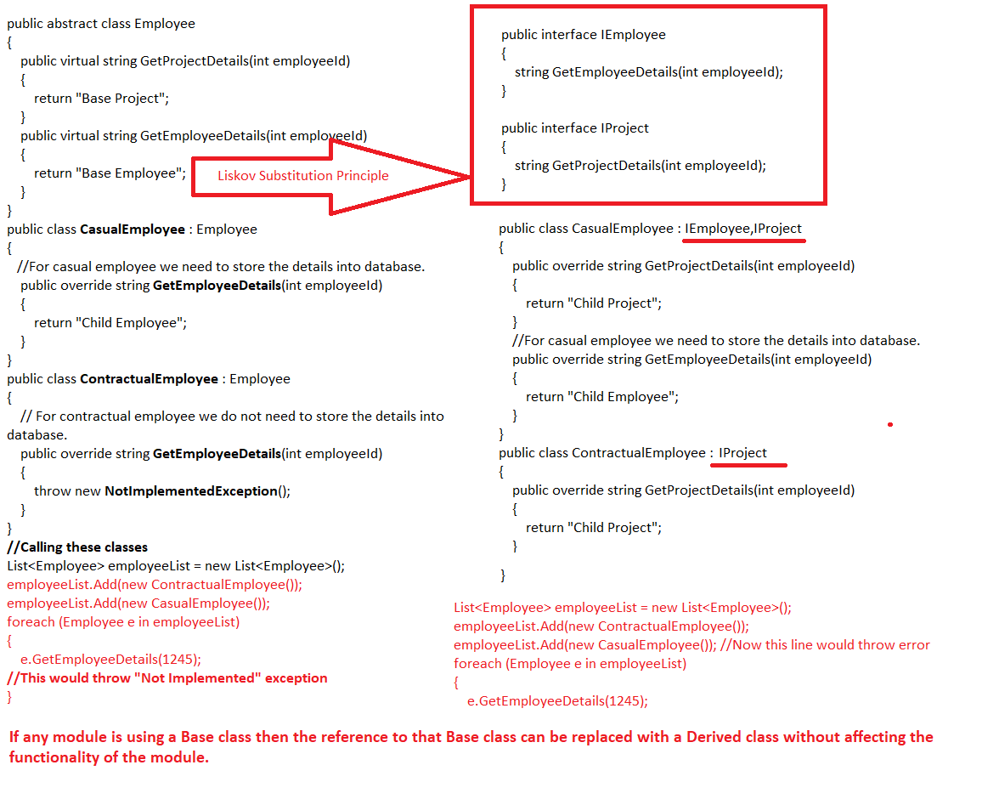 public abstract class Employee
{
public virtual string GetProjectDetails(int employeeId)
{
return "Base Project";
}
public virtual string GetEmployeeDetails(int employeeId)
{
return "Base Employee";
}
}
public class CasualEmployee : Employee
{
//For casual employee we need to store the details into database.
public override string GetEmployeeDetails(int employeeId)
{
return "Child Employee";
}
}
public class ContractualEmployee : Employee
{
// For contractual employee we do not need to store the details into
database.
public override string GetEmployeeDetails(int employeeId)
{
throw new NotImplementedException();
}
}
//Calling these classes
List<Employee> employeeList = new List<Employee>();
employeeList.Add(new ContractualEmployee());
employeeList.Add(new CasualEmployee());
foreach (Employee e in employeeList)
{
e.GetEmployeeDetails(1245);
//This would throw "Not Implemented" exception
}
Liskov Substitution Principle
public interface IEmployee
{
string GetEmployeeDetails(int employeeId);
}
public interface IProject
{
string GetProjectDetails(int employeeId);
}
public class CasualEmployee : IEmployee,IProject
{
public override string GetProjectDetails(int employeeId)
{
return "Child Project";
}
//For casual employee we need to store the details into database.
public override string GetEmployeeDetails(int employeeId)
{
return "Child Employee";
}
}
public class ContractualEmployee : IProject
{
public override string GetProjectDetails(int employeeId)
{
return "Child Project";
}
}
List<Employee> employeeList = new List<Employee>();
employeeList.Add(new ContractualEmployee());
employeeList.Add(new CasualEmployee()); //Now this line would throw error
foreach (Employee e in employeeList)
{
e.GetEmployeeDetails(1245);
If any module is using a Base class then the reference to that Base class can be replaced with a Derived class without affecting the
functionality of the module.